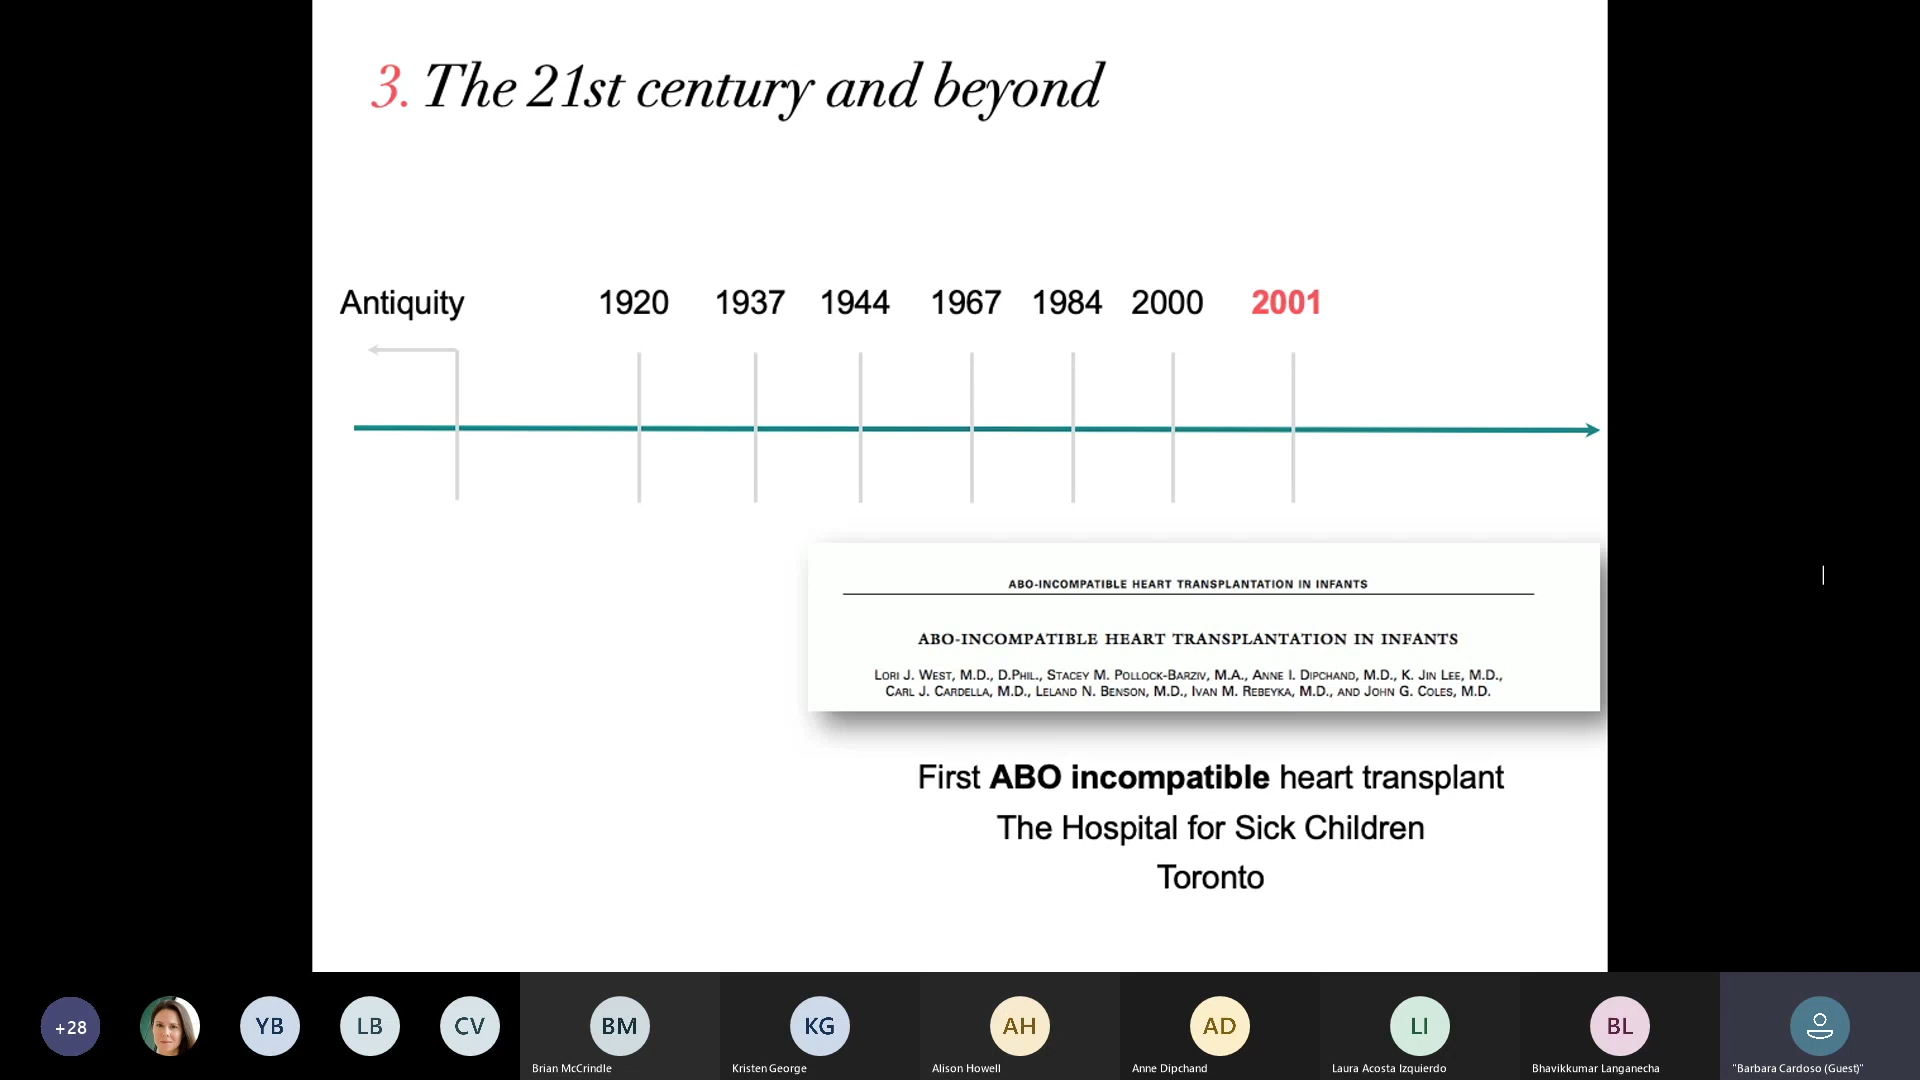 3. The 21st century and beyond
Antiquity 1920 1937 1944 1967 1984 2000 2001
ABO-INCOMPATIBLE HEART TRANSPLANTATION IN INFANTS
ABO-INCOMPATIBLE HEART TRANSPLANTATION IN INFANTS
LORI J. WEST, M.D., D.PHIL., STACEY M. POLLOCK-BARZIV, M.A., ANNE I. DIPCHAND, M.D., K. JIN LEE, M.D.,
CARL J. CARDELLA, M.D., LELAND N. BENSON, M.D., IVAN M. REBEYKA, M.D., AND JOHN G. COLES, M.D.
First ABO incompatible heart transplant
The Hospital for Sick Children
Toronto
+28 YB LB CV BM KG AH AD LI BL
Brian McCrindle Kristen George Alison Howell Anne Dipchand Laura Acosta Izquierdo Bhavikkumar Langanecha "Barbara Cardoso (Guest)"